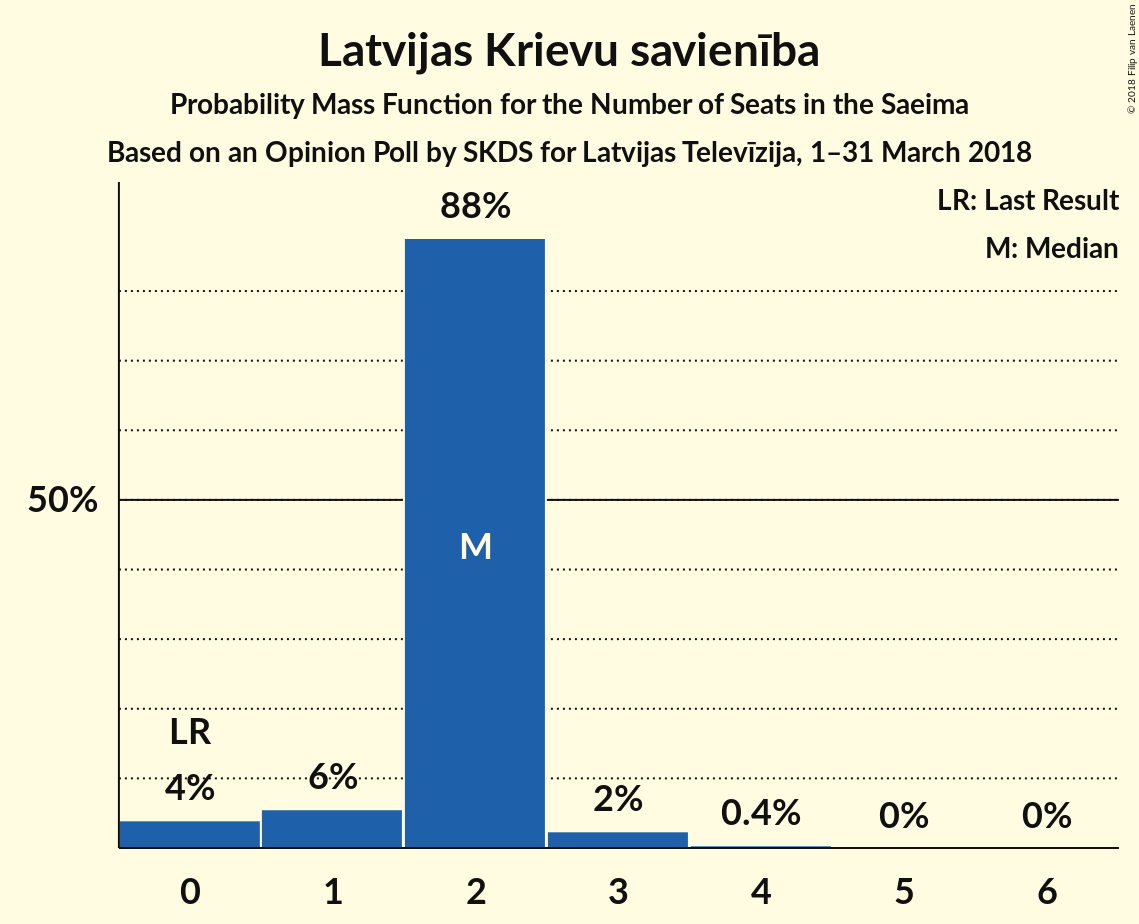 Latvijas Krievu savienība
Probability Mass Function for the Number of Seats in the Saeima
Based on an Opinion Poll by SKDS for Latvijas Televīzija, 1–31 March 2018
© 2018 Filip van Laenen
LR: Last Result
M: Median
88%
50%
M
LR
4%
6%
2%
0.4%
0%
0%
0
1
2
3
4
5
6